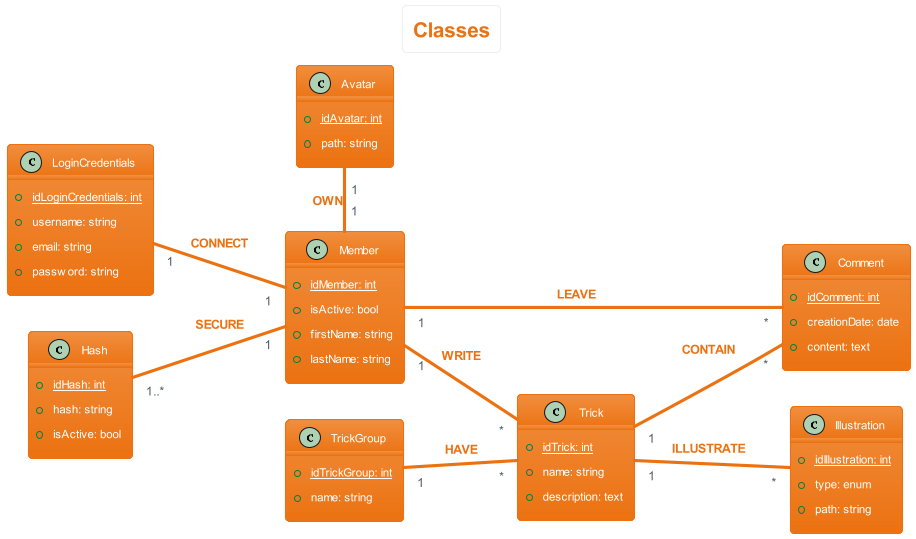 Classes
C Avatar
idAvatar: int
path: string
C LoginCredentials
idLoginCredentials: int
username: string
email: string
password: string
OWN
1
1
CONNECT
1
1
C Member
idMember: int
isActive: bool
firstName: string
lastName: string
C Comment
idComment: int
creationDate: date
content: text
LEAVE
1
*
SECURE
1
1..*
C Hash
idHash: int
hash: string
isActive: bool
WRITE
1
*
CONTAIN
*
1
C TrickGroup
idTrickGroup: int
name: string
HAVE
1
*
C Trick
idTrick: int
name: string
description: text
ILLUSTRATE
1
*
C Illustration
idIllustration: int
type: enum
path: string